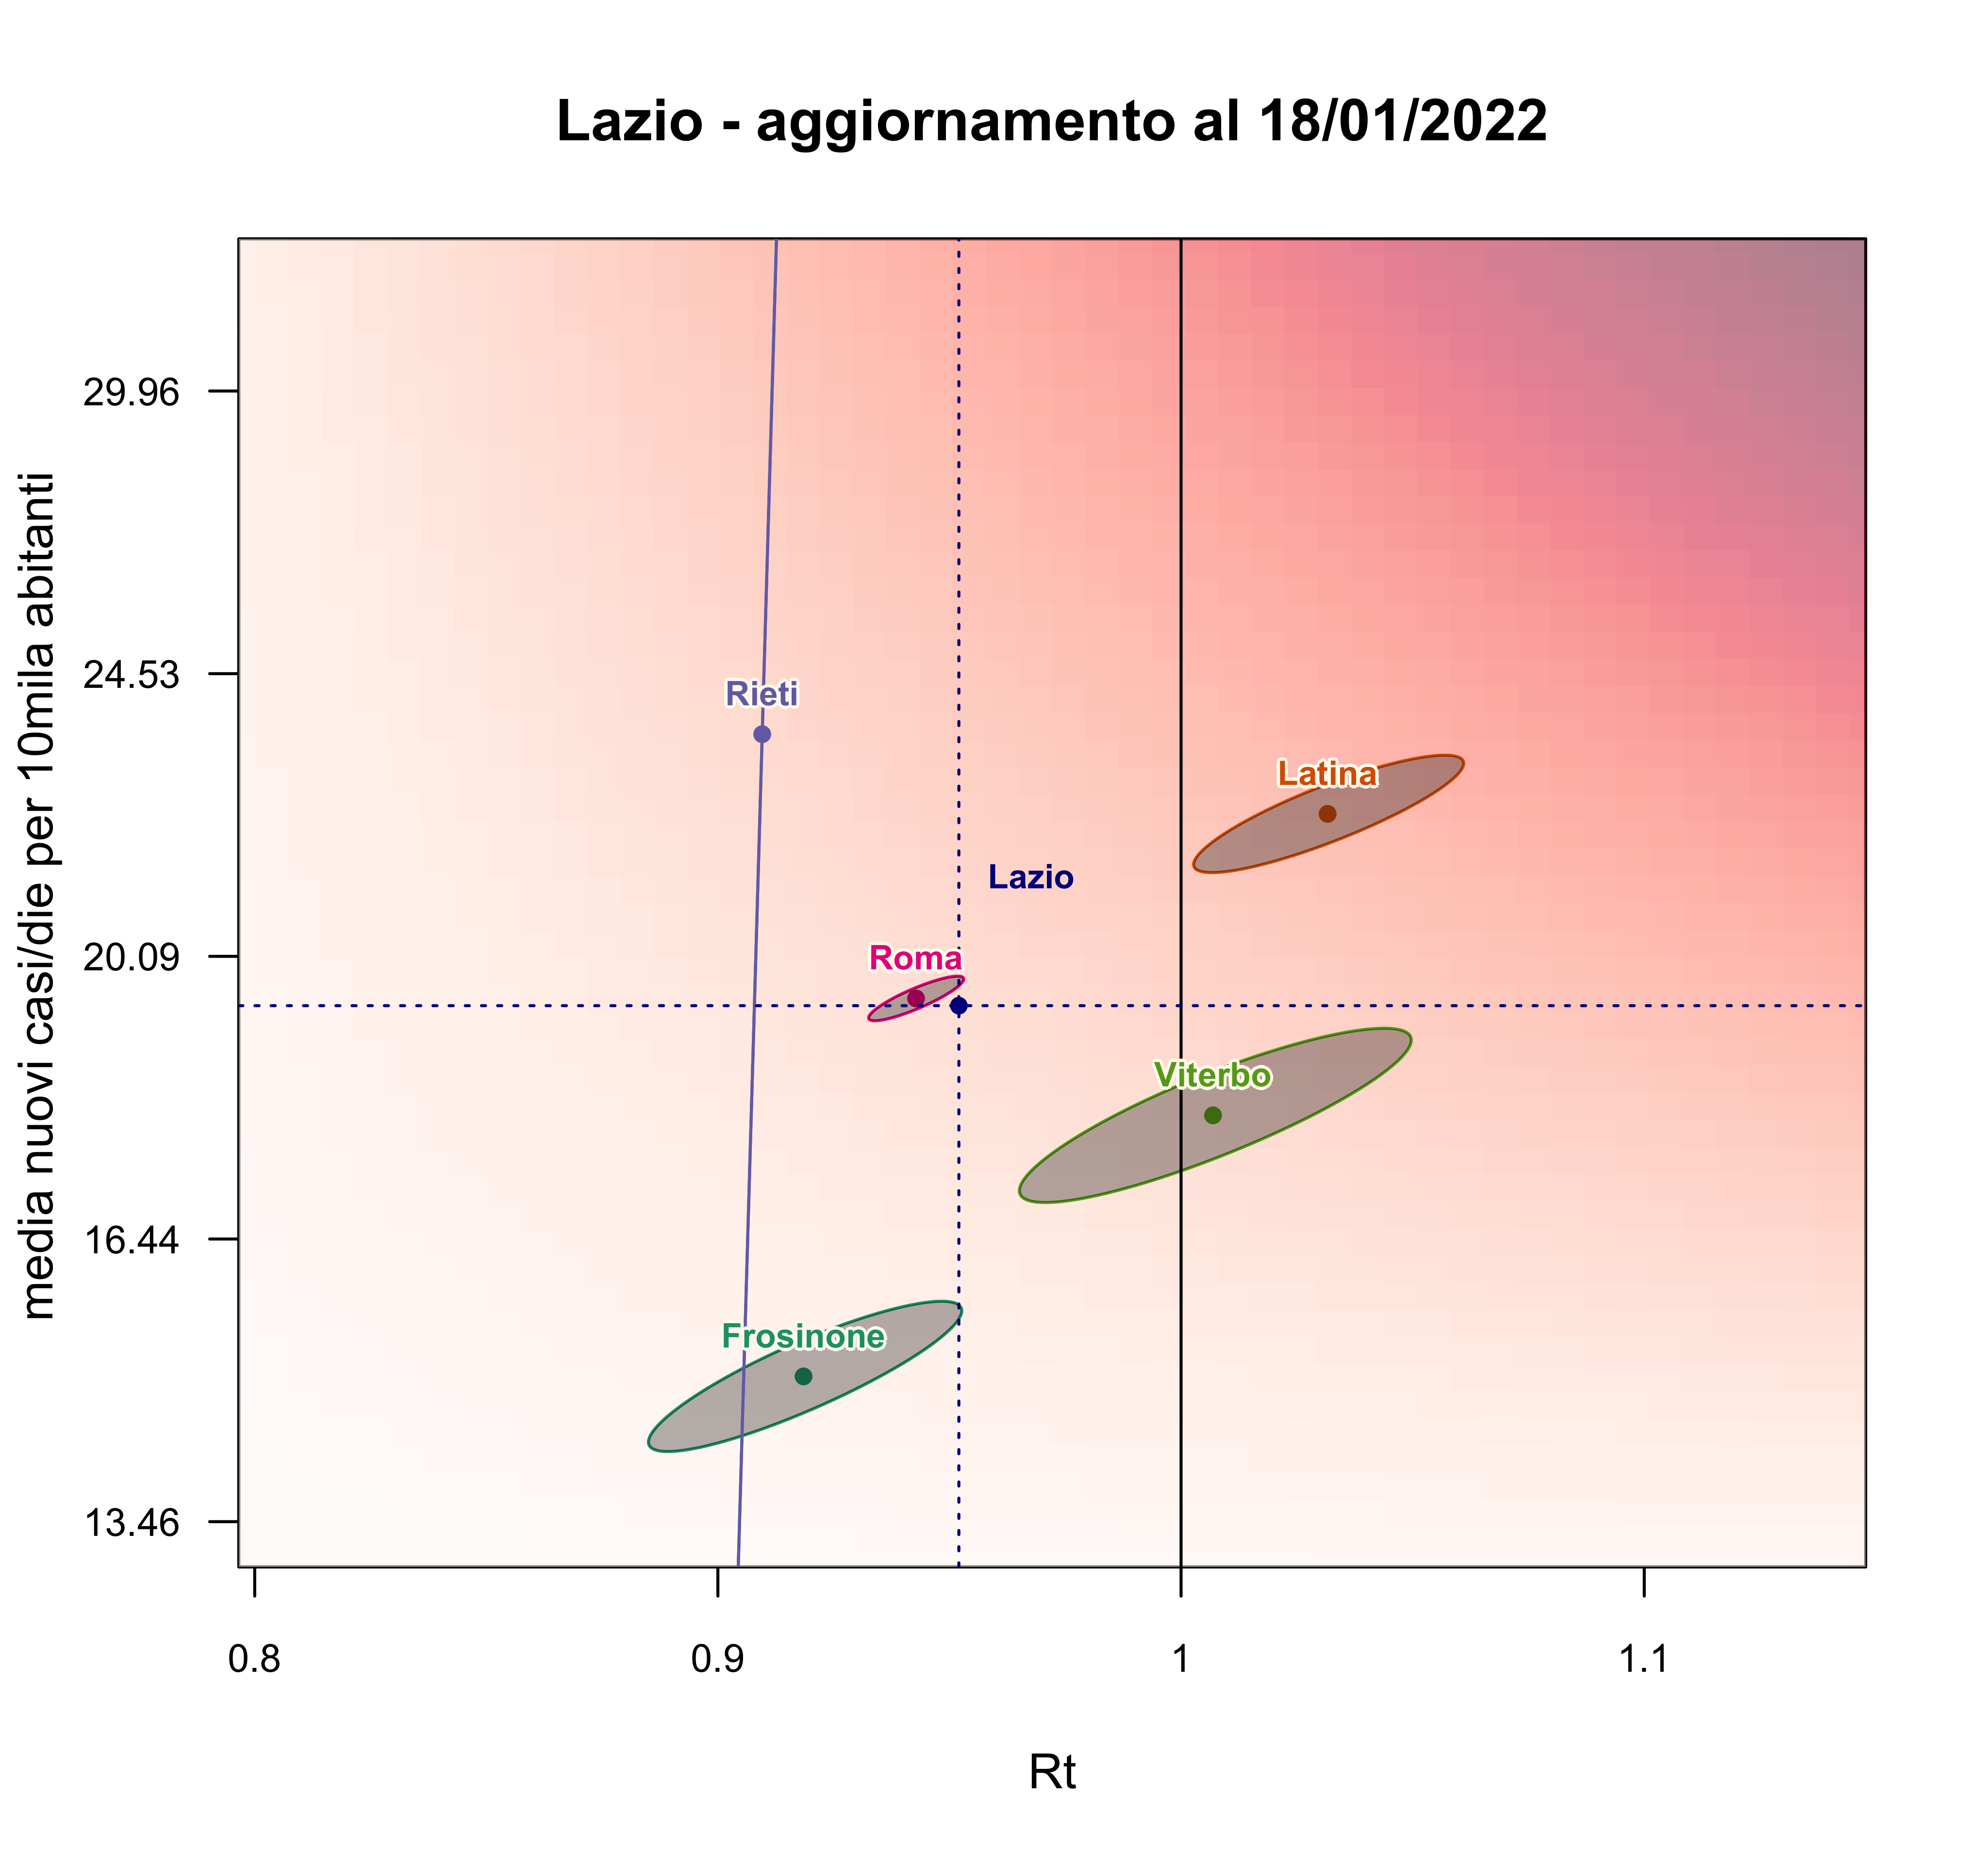 Lazio - aggiornamento al 18/01/2022
media nuovi casi/die per 10mila abitanti
29.96
24.53
20.09
16.44
13.46
Rieti
Latina
Lazio
Roma
Viterbo
Frosinone
0.8
0.9
1
1.1
Rt